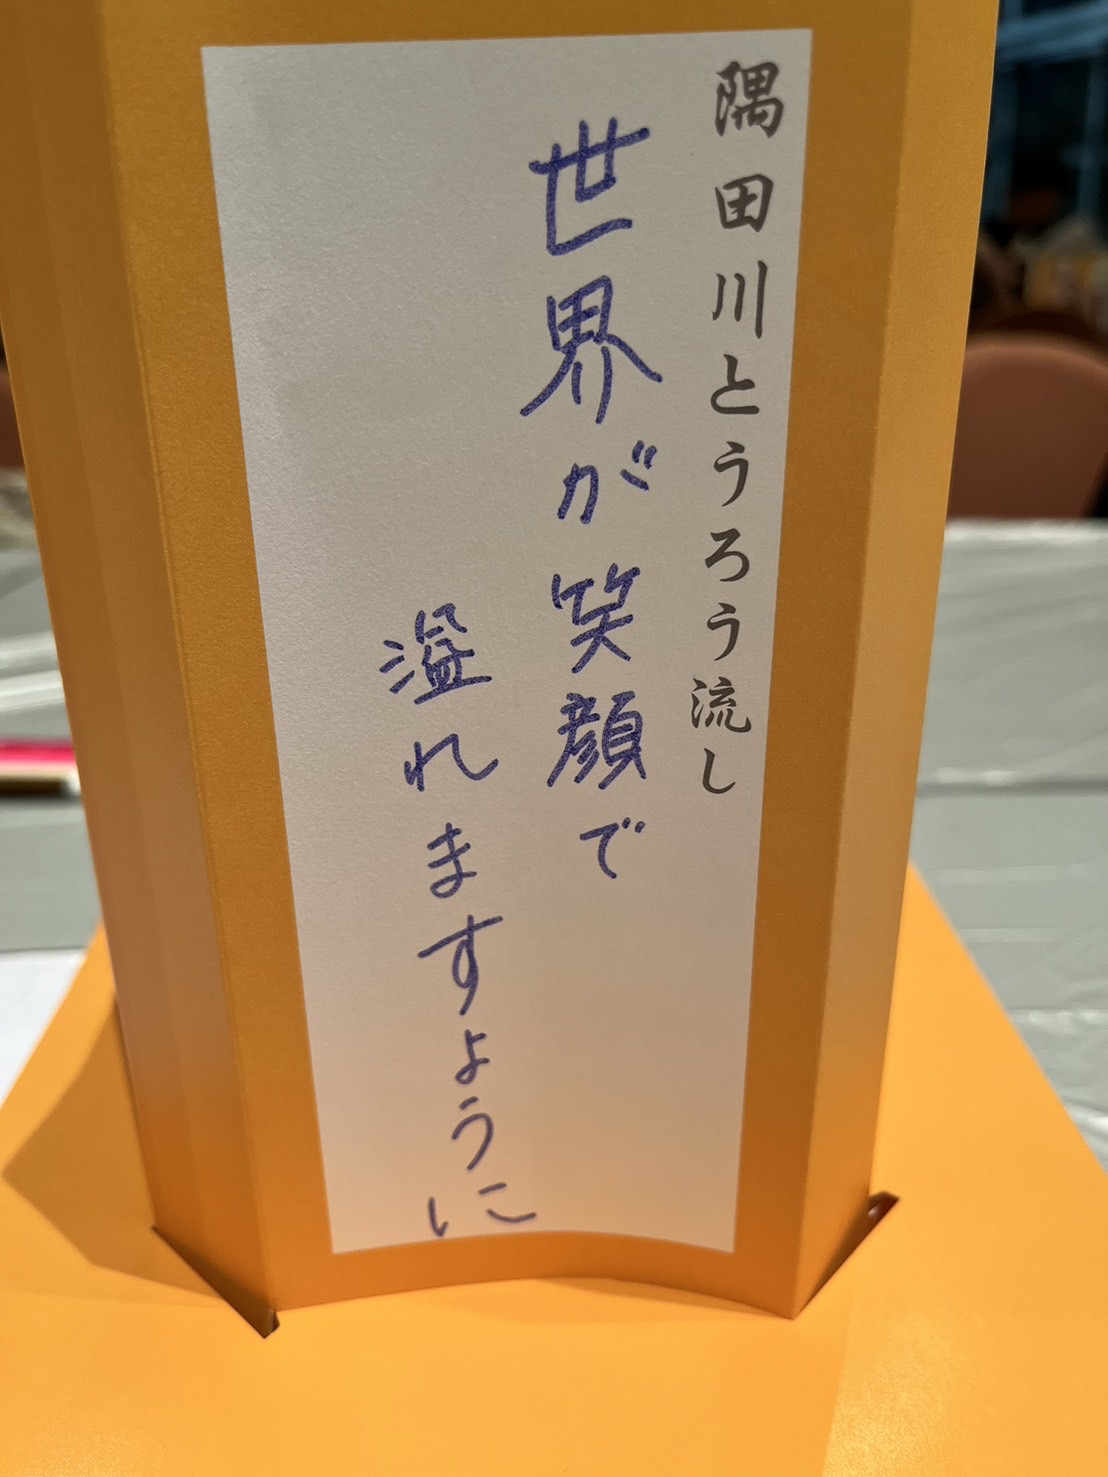 隅田川とうろう流し
世界が笑顔で
溢れますように